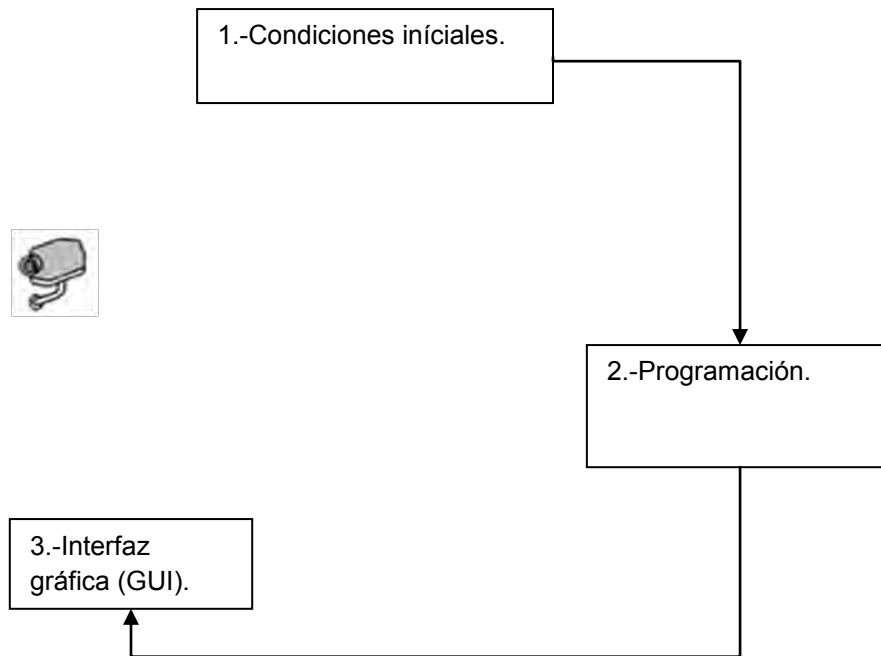 1.-Condiciones iníciales.
2.-Programación.
3.-Interfaz
gráfica (GUI).